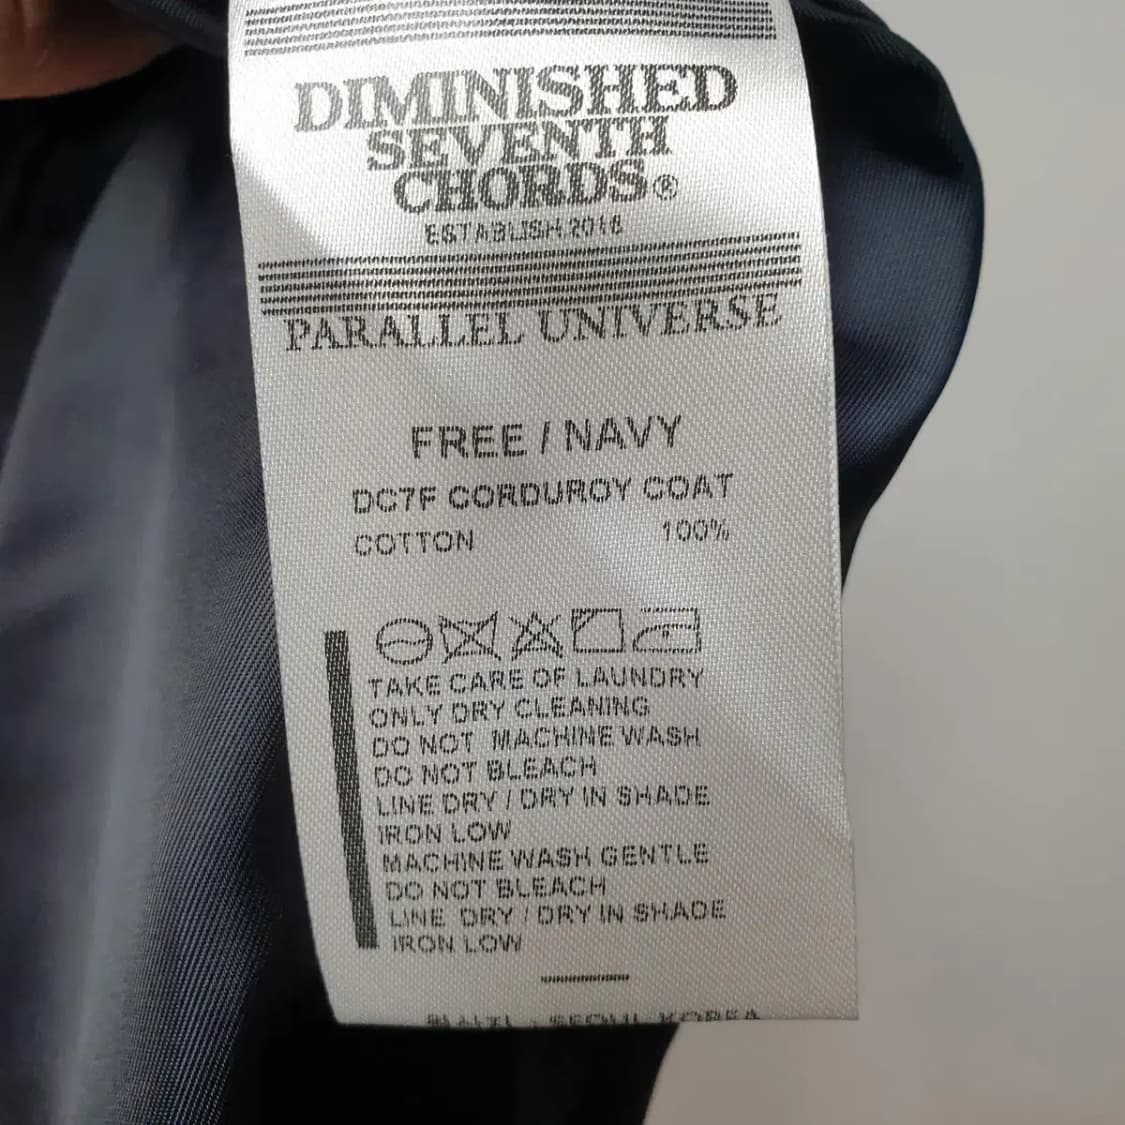 DIMINISHED
SEVENTH
CHORDS®
ESTABLISH 2016
PARALLEL UNIVERSE
FREE / NAVY
DC7F CORDUROY COAT
COTTON 100%
TAKE CARE OF LAUNDRY
ONLY DRY CLEANING
DO NOT MACHINE WASH
DO NOT BLEACH
LINE DRY / DRY IN SHADE
IRON LOW
MACHINE WASH GENTLE
DO NOT BLEACH
LINE DRY / DRY IN SHADE
IRON LOW
SEOUL KOREA